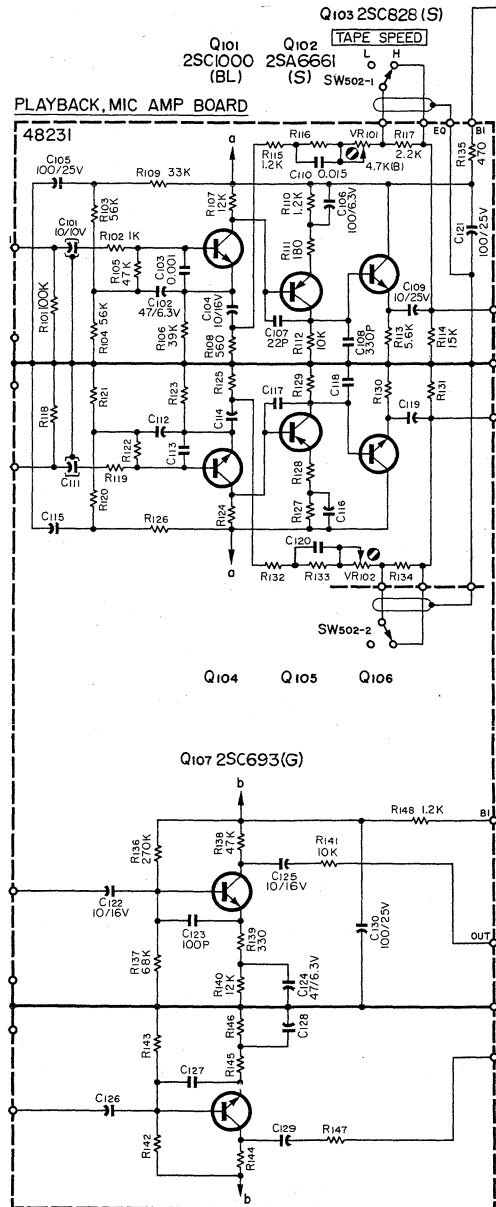 Q103 2SC828 (S)
TAPE SPEED
L H
SW502-1
Q101
2SC1000
(BL)
Q102
2SA6661
(S)
PLAYBACK, MIC AMP BOARD
48231
a
EQ
B1
C105
100/25V
R109 33K
R115
1.2K
R116
C110 0.015
VR101
4.7K(B)
R117
2.2K
R135
470
R103
56K
R107
12K
R110
1.2K
C106
100/6.3V
C121
100/25V
1
C101
10/10V
R102 1K
R105
47K
C103
0.001
R111
180
R101 100K
C102
47/6.3V
C104
10/16V
C109
10/25V
R104 56K
R106
39K
R108
560
C107
22P
R112
10K
C108
330P
R113
5.6K
R114
15K
R121
R123
R125
R129
R130
R131
R118
C112
C114
C117
C118
C119
R122
C113
C111
R119
R128
R120
R124
R127
C116
C115
R126
a
C120
R132
R133
VR102
R134
SW502-2
Q104
Q105
Q106
Q107 2SC693(G)
b
R148 1.2K
B1
R136
270K
R138
47K
C125
10/16V
R141
10K
C122
10/16V
C123
100P
R139
330
C130
100/25V
OUT
R137
68K
R140
12K
C124
47/6.3V
R143
R146
C128
R145
C127
C126
R142
R144
C129
R147
b